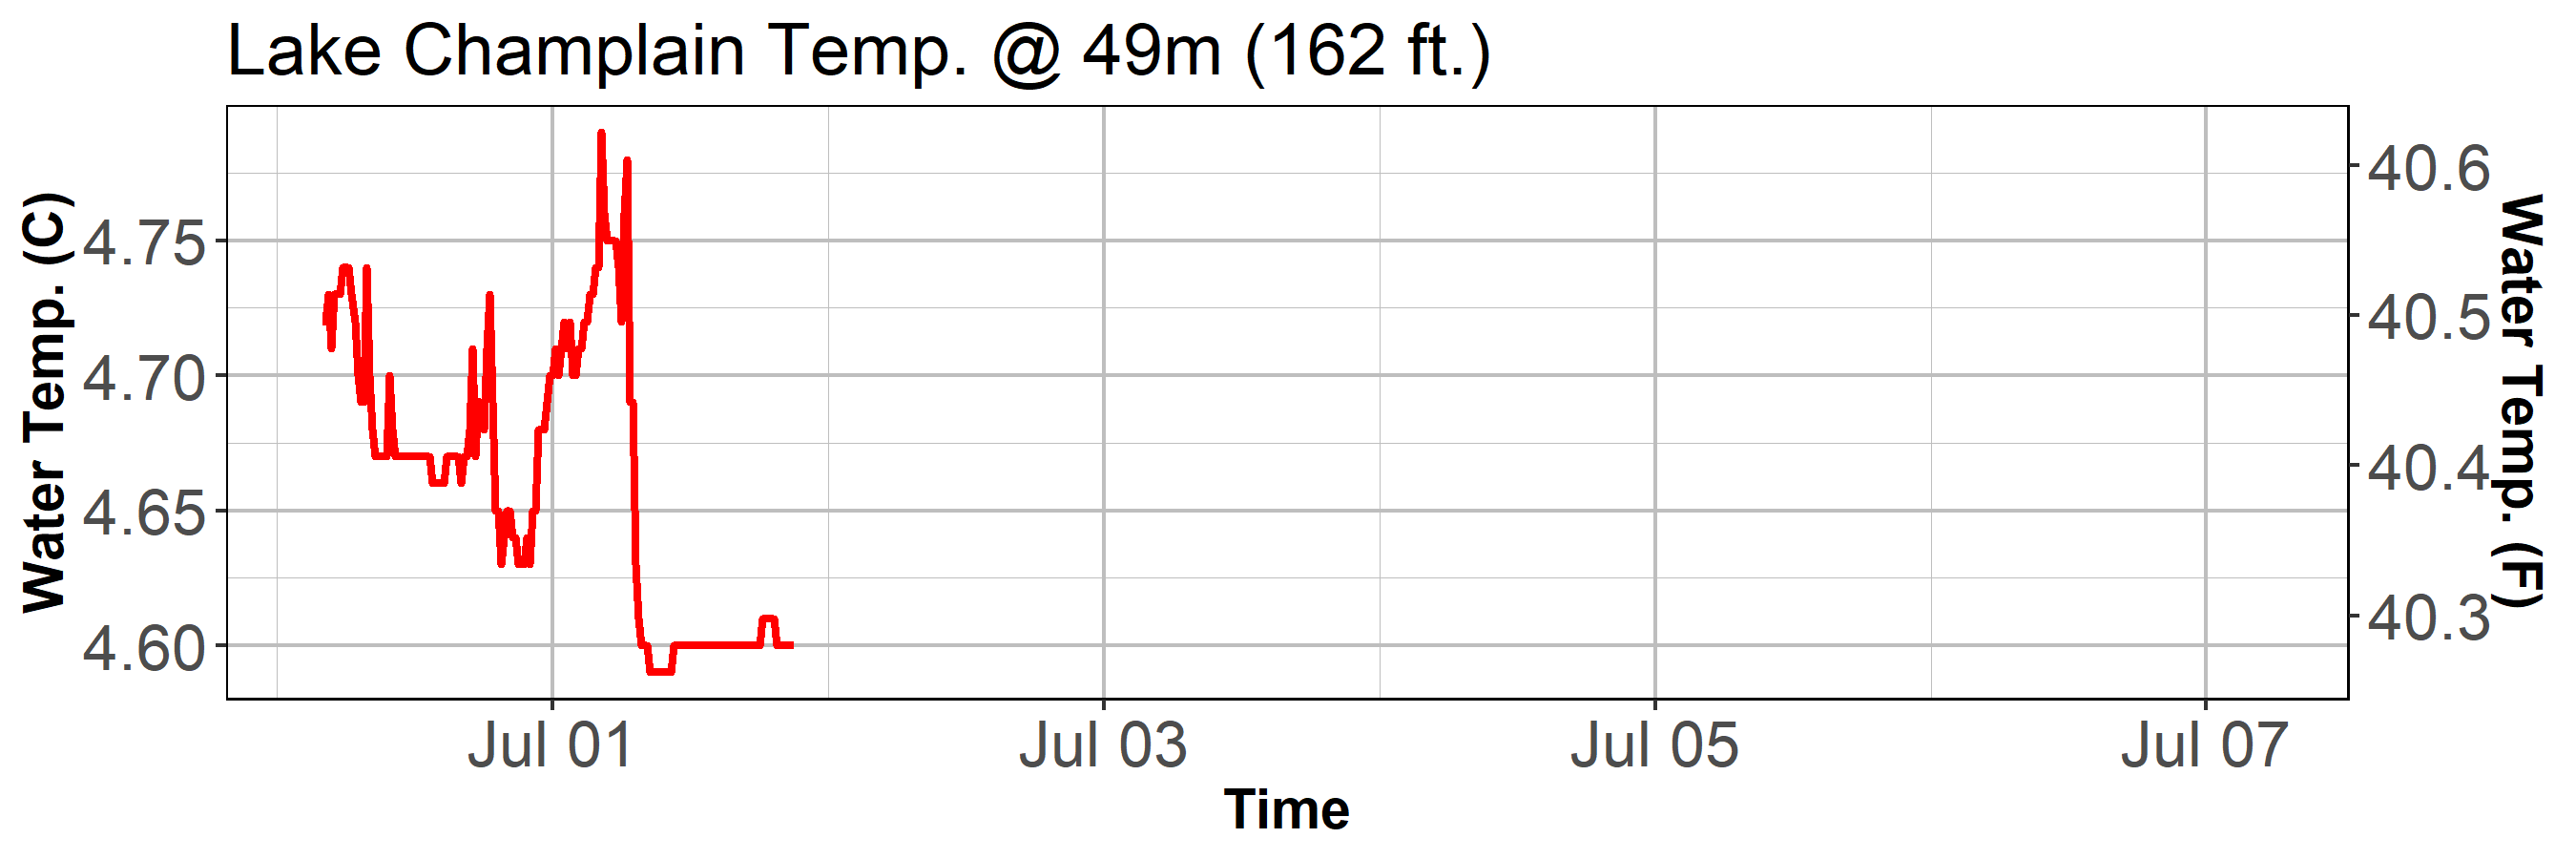 Lake Champlain Temp. @ 49m (162 ft.)
Water Temp. (C)
4.75
4.70
4.65
4.60
40.6
40.5
40.4
40.3
Water Temp. (F)
Jul 01 Jul 03 Jul 05 Jul 07
Time